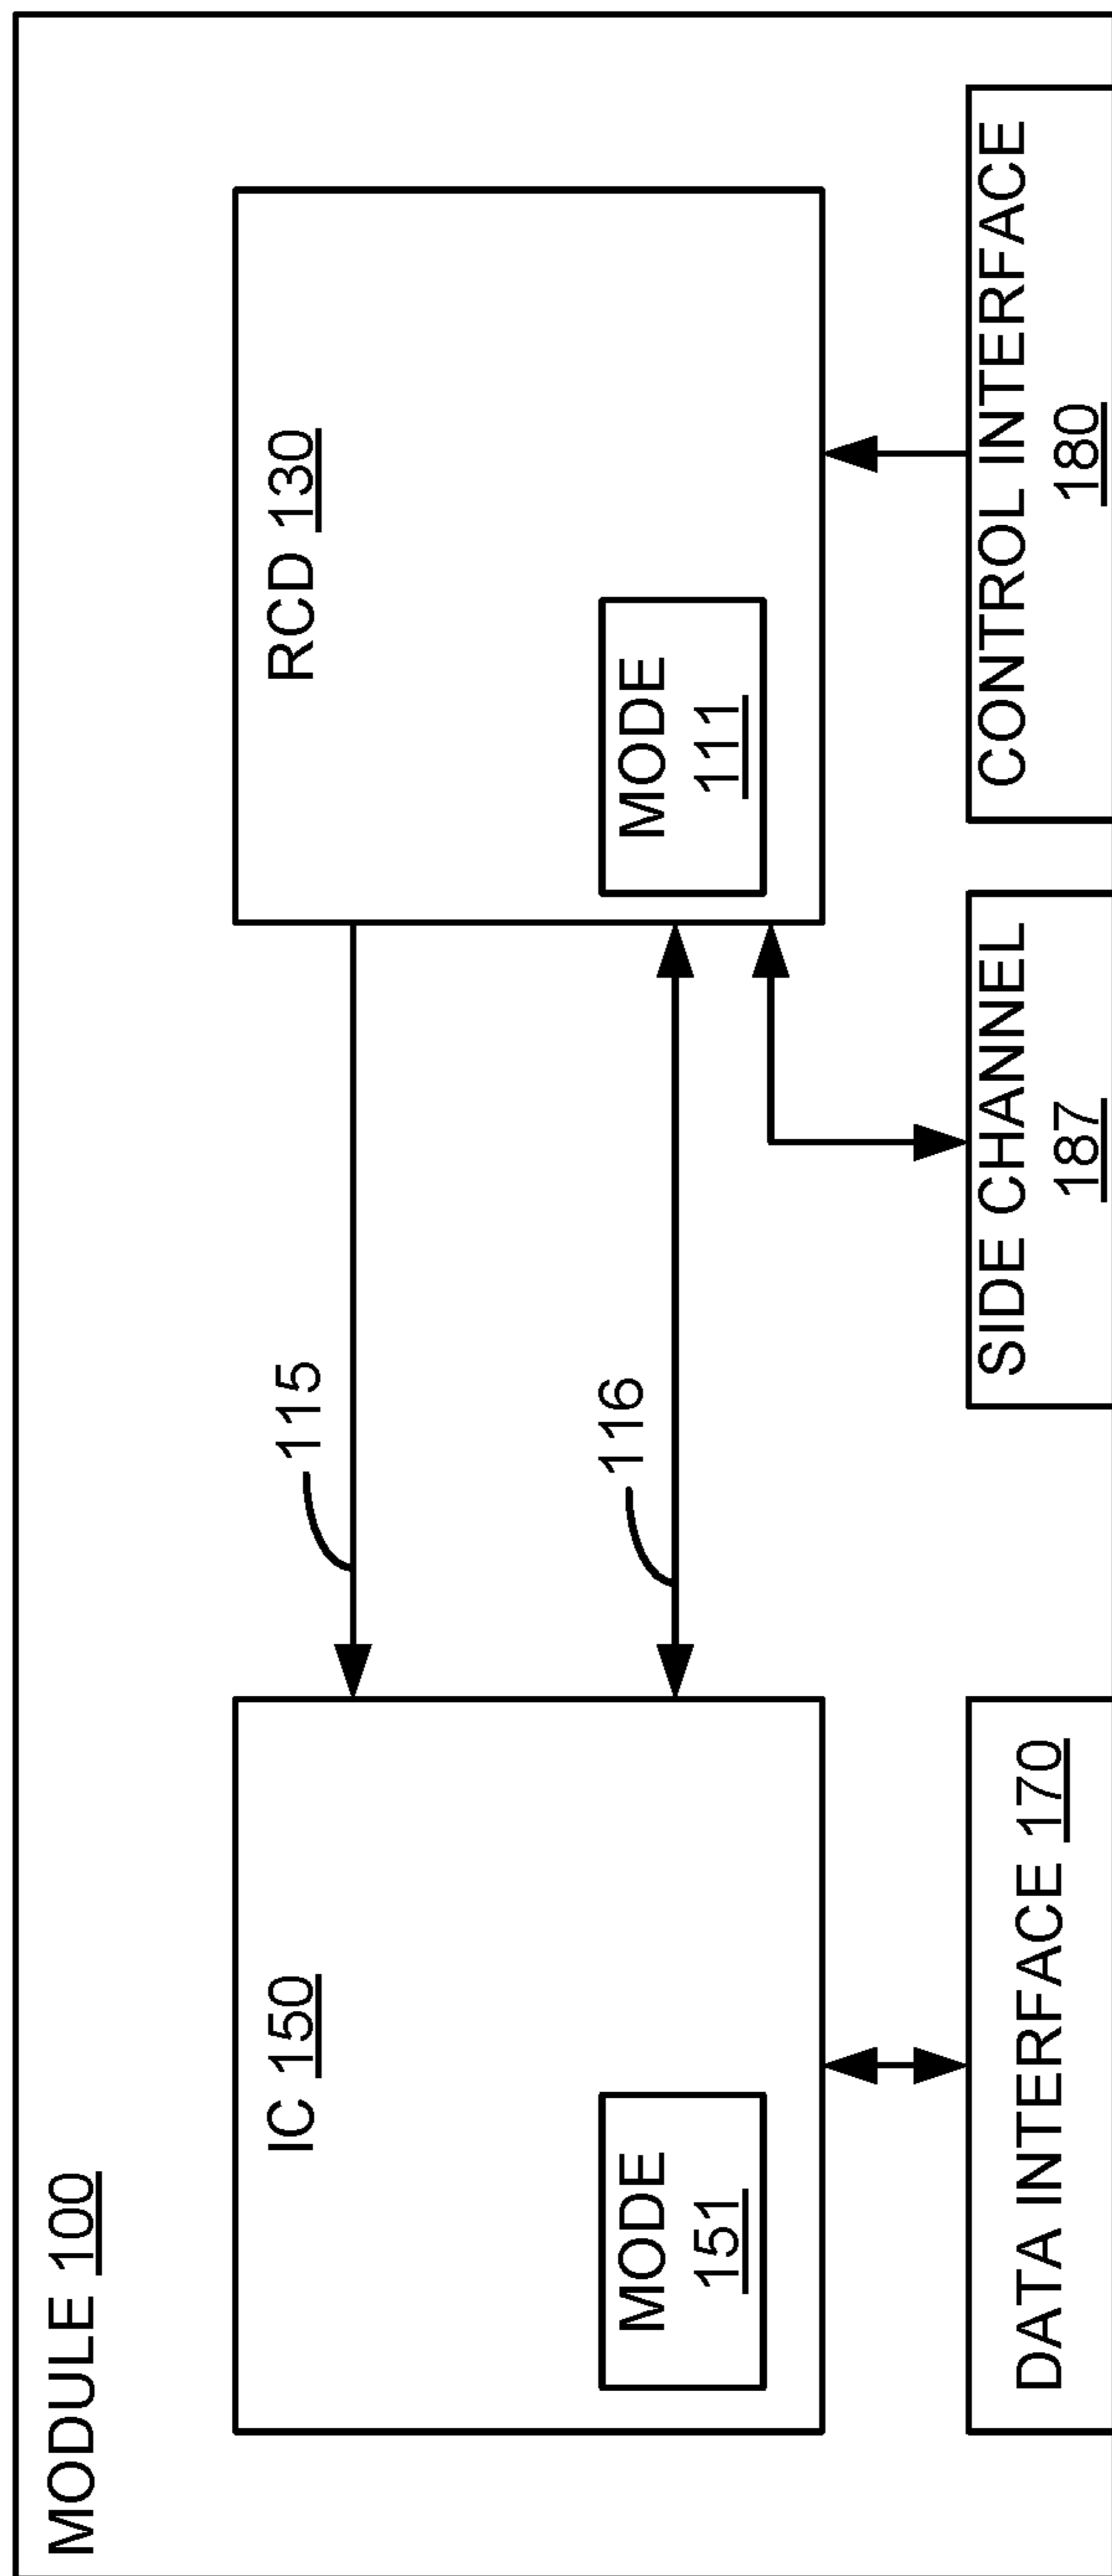 MODULE 100
IC 150
RCD 130
115
116
MODE
151
MODE
111
DATA INTERFACE 170
SIDE CHANNEL
187
CONTROL INTERFACE
180